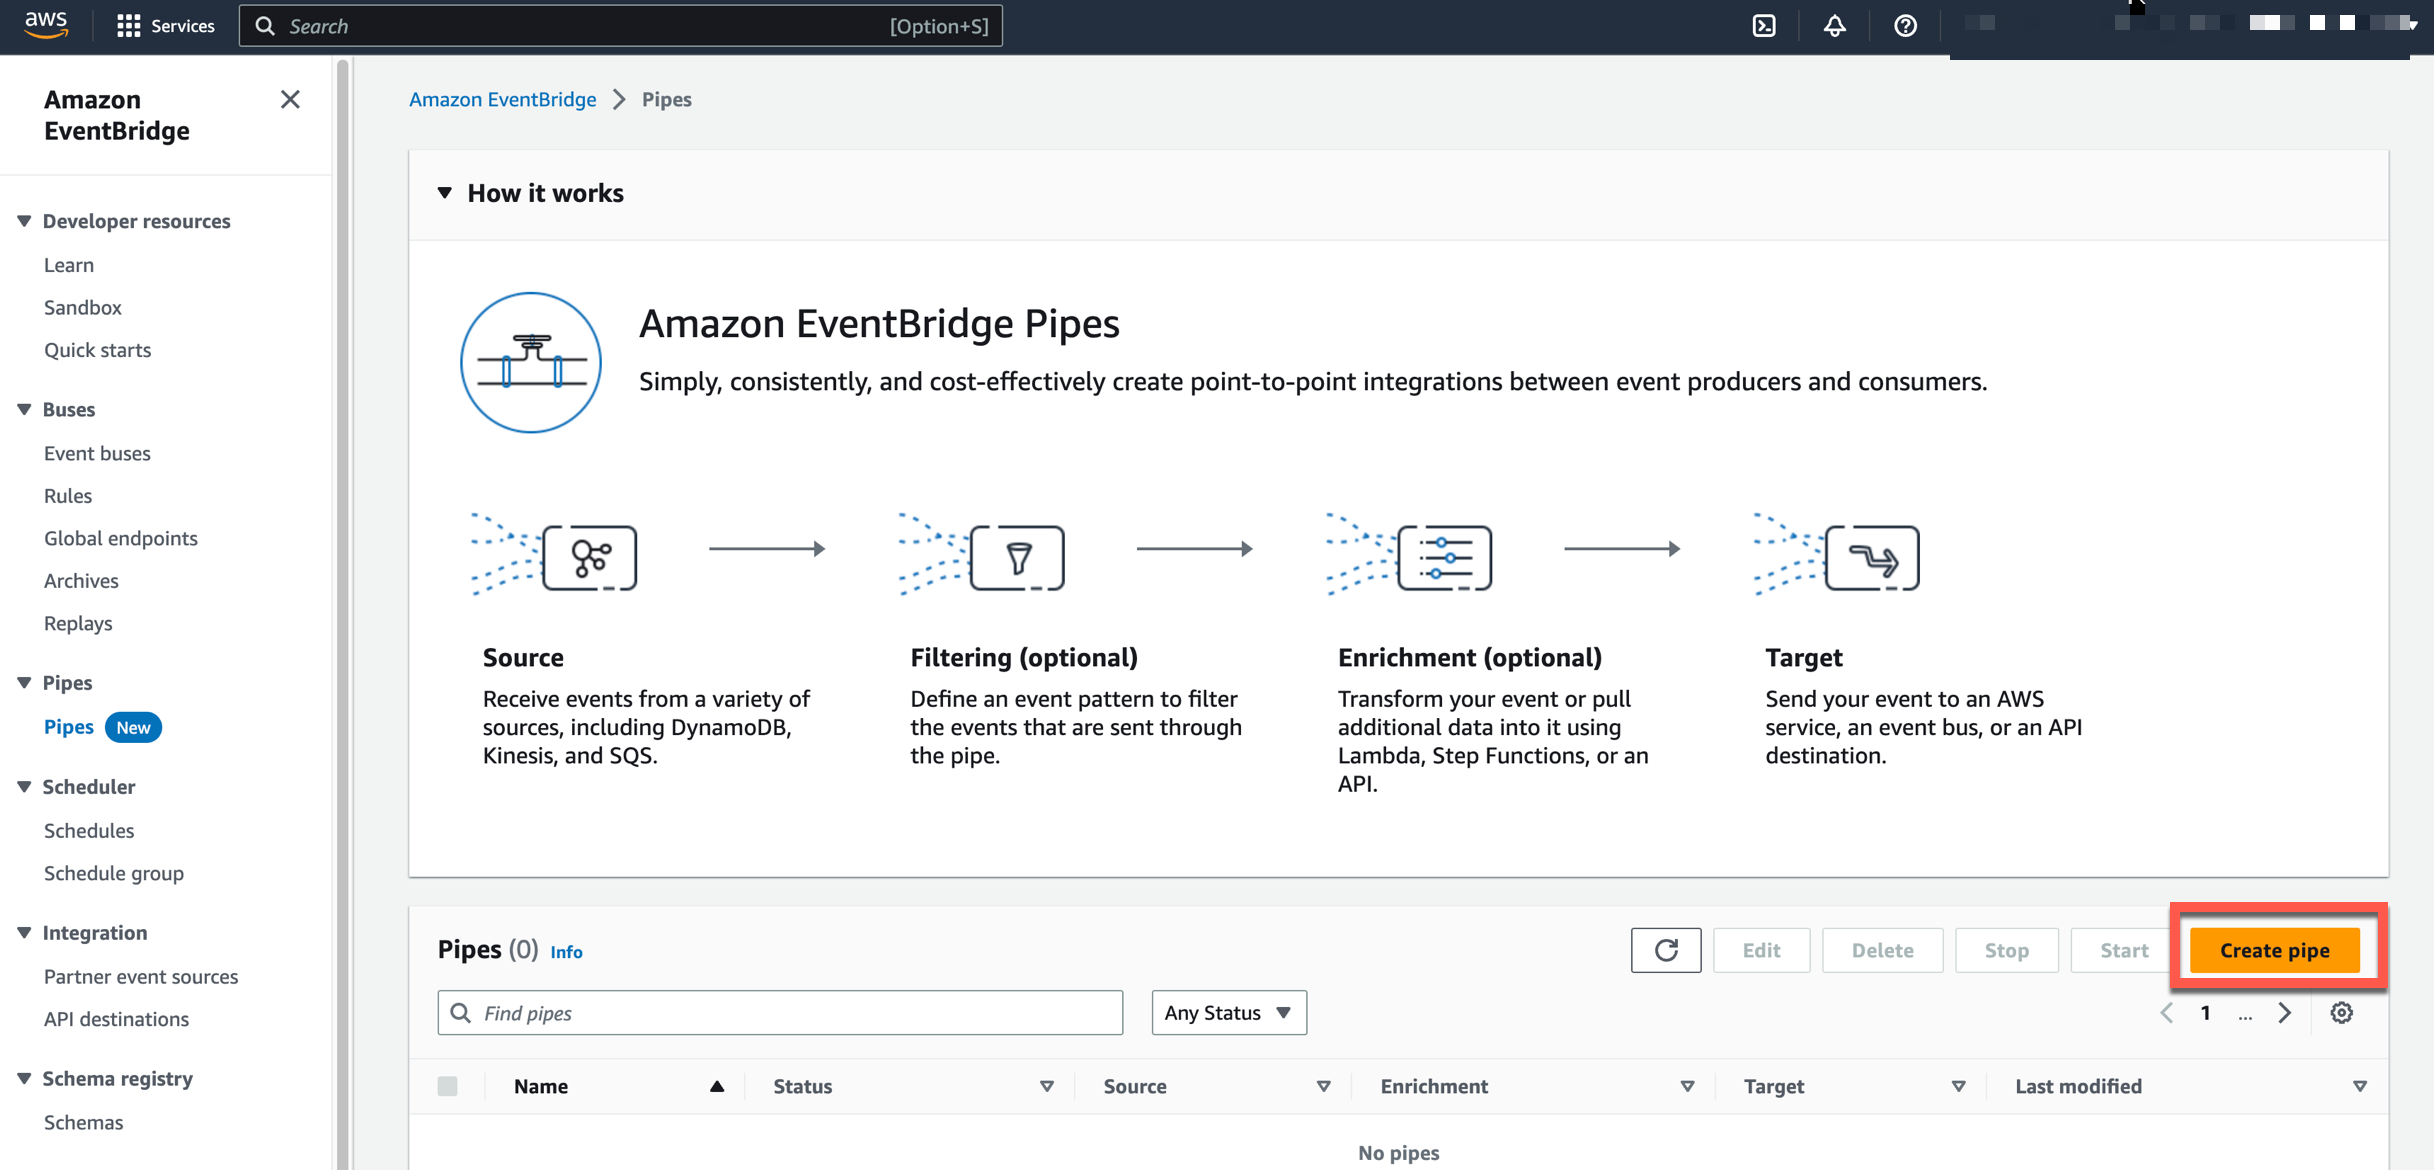 aws
Services
Search
[Option+S]
Amazon
EventBridge
Developer resources
Learn
Sandbox
Quick starts
Buses
Event buses
Rules
Global endpoints
Archives
Replays
Pipes
Pipes New
Scheduler
Schedules
Schedule group
Integration
Partner event sources
API destinations
Schema registry
Schemas
Amazon EventBridge > Pipes
How it works
Amazon EventBridge Pipes
Simply, consistently, and cost-effectively create point-to-point integrations between event producers and consumers.
Source
Receive events from a variety of
sources, including DynamoDB,
Kinesis, and SQS.
Filtering (optional)
Define an event pattern to filter
the events that are sent through
the pipe.
Enrichment (optional)
Transform your event or pull
additional data into it using
Lambda, Step Functions, or an
API.
Target
Send your event to an AWS
service, an event bus, or an API
destination.
Pipes (0) Info
Edit
Delete
Stop
Start
Create pipe
Find pipes
Any Status
1 ...
Name
Status
Source
Enrichment
Target
Last modified
No pipes